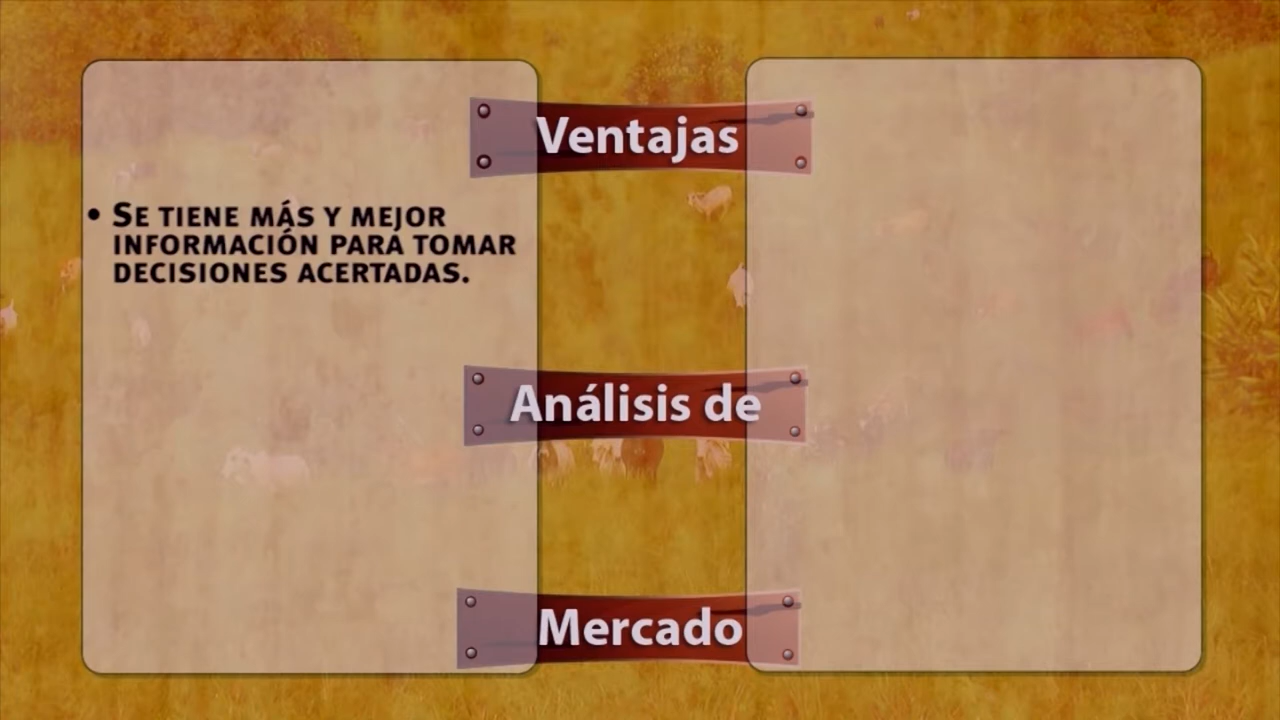 Ventajas
• SE TIENE MÁS Y MEJOR
INFORMACIÓN PARA TOMAR
DECISIONES ACERTADAS.
Análisis de
Mercado